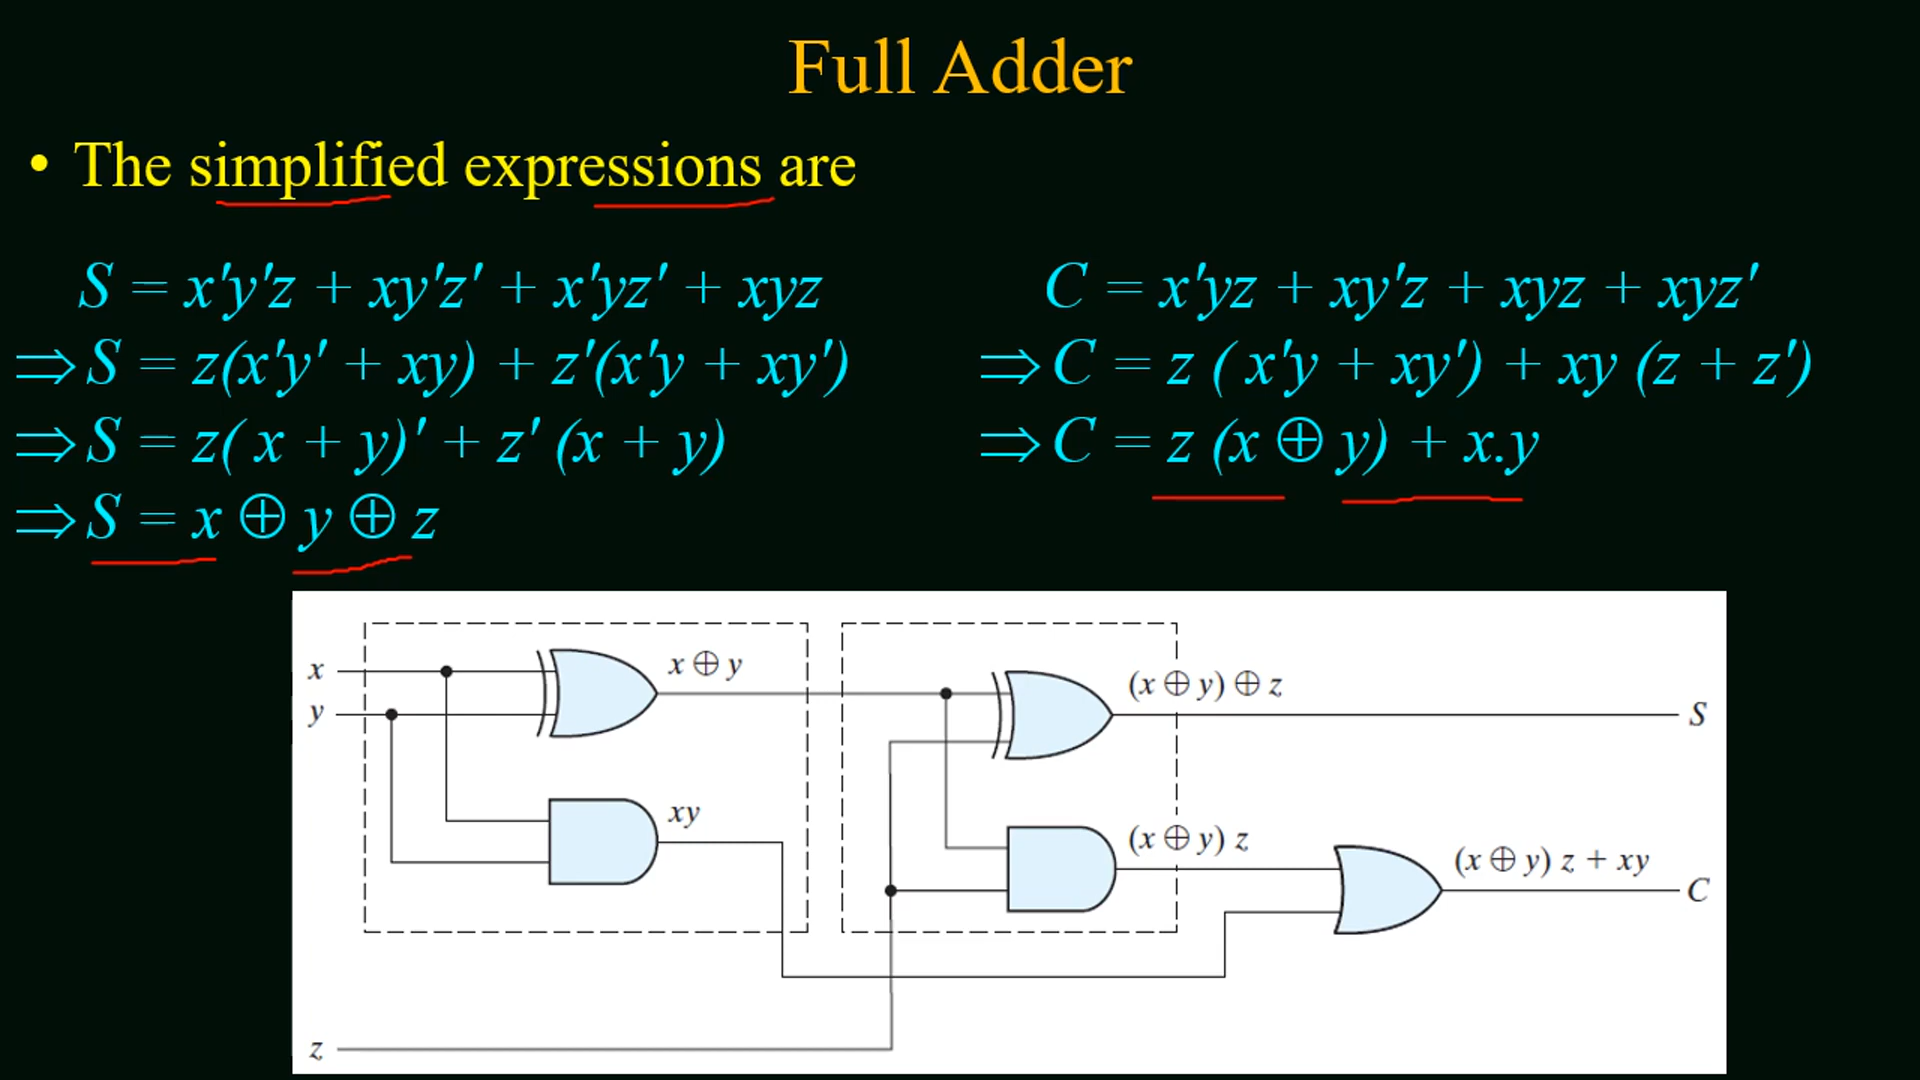 Full Adder
• The simplified expressions are
S = x'y'z + xy'z' + x'yz' + xyz
⇒ S = z(x'y' + xy) + z'(x'y + xy')
⇒ S = z( x + y)' + z' (x + y)
⇒ S = x ⊕ y ⊕ z
C = x'yz + xy'z + xyz + xyz'
⇒ C = z ( x'y + xy') + xy (z + z')
⇒ C = z (x ⊕ y) + x.y
x
y
x ⊕ y
(x ⊕ y) ⊕ z
S
xy
(x ⊕ y) z
(x ⊕ y) z + xy
C
z